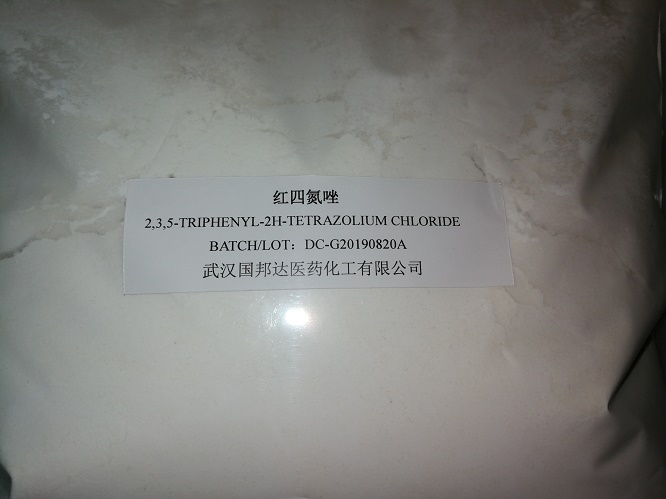 红四氮唑
2,3,5-TRIPHENYL-2H-TETRAZOLIUM CHLORIDE
BATCH/LOT：DC-G20190820A
武汉国邦达医药化工有限公司